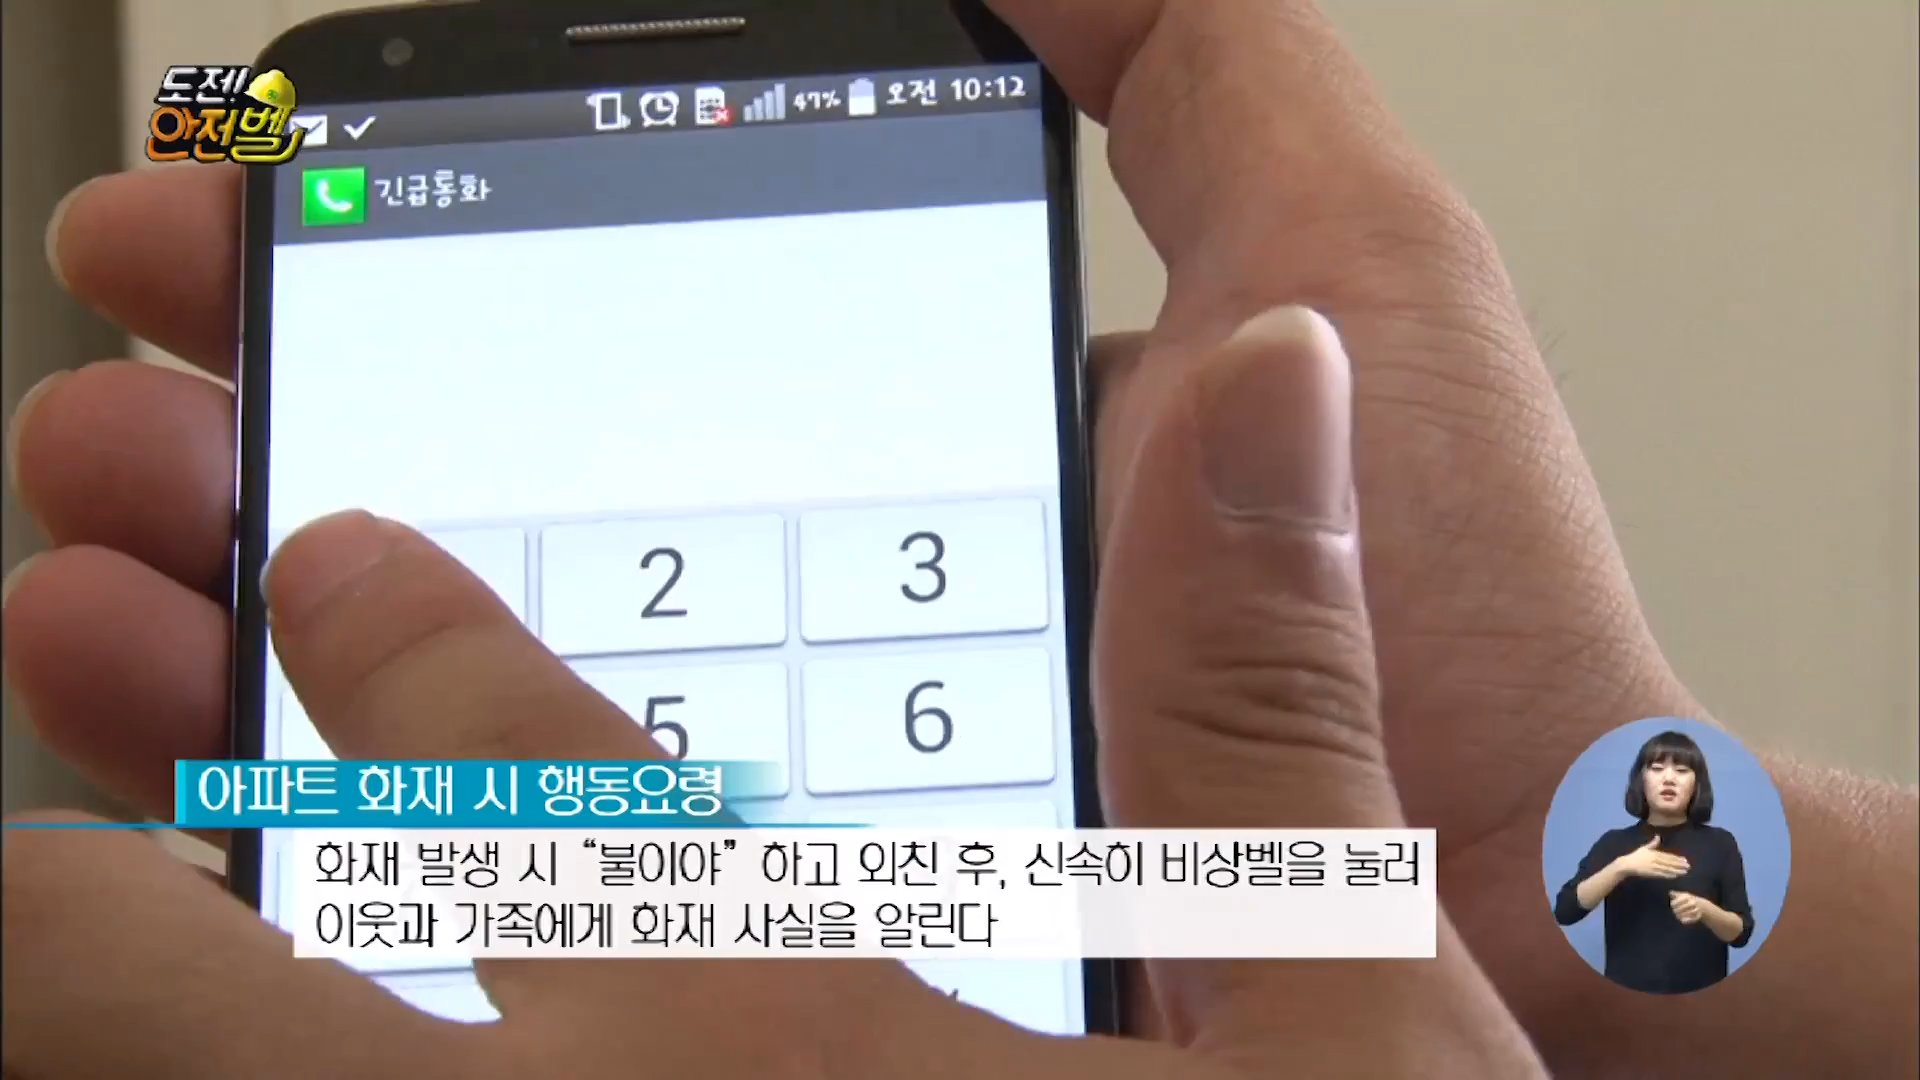 도전!
안전벨
47% 오전 10:12
긴급통화
2
3
5
6
아파트 화재 시 행동요령
화재 발생 시 “불이야” 하고 외친 후, 신속히 비상벨을 눌러
이웃과 가족에게 화재 사실을 알린다